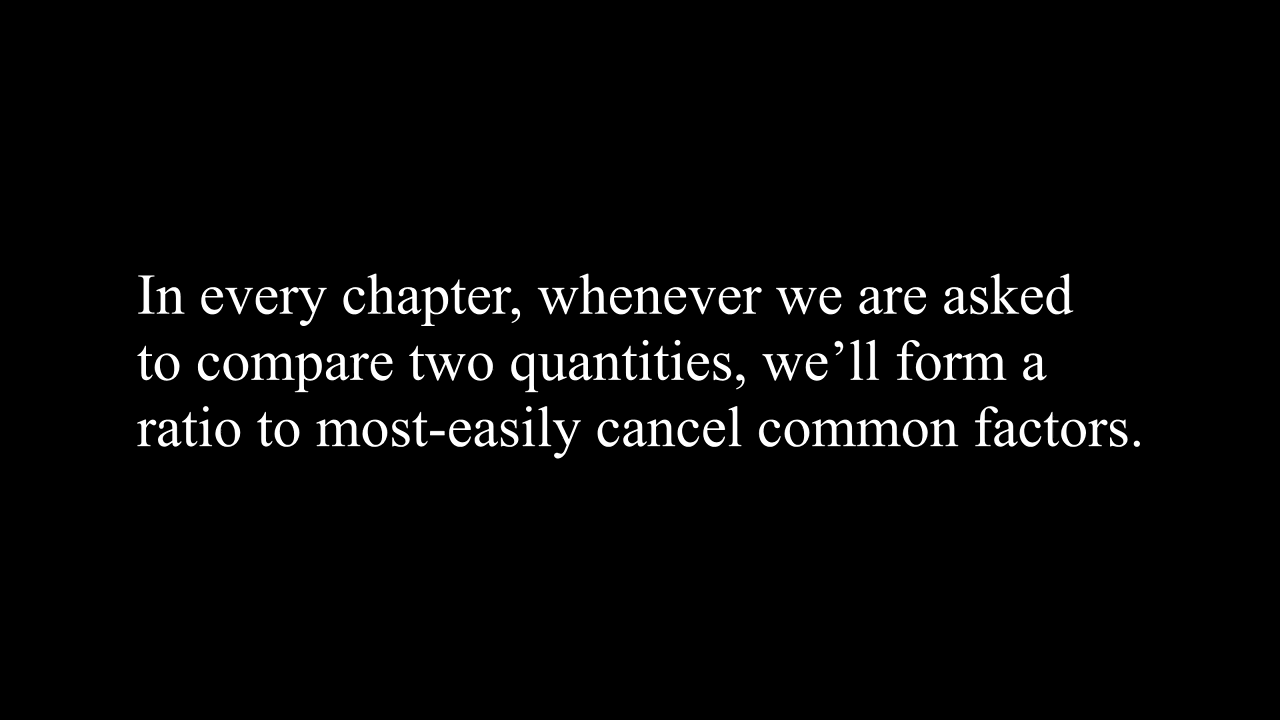 In every chapter, whenever we are asked
to compare two quantities, we’ll form a
ratio to most-easily cancel common factors.